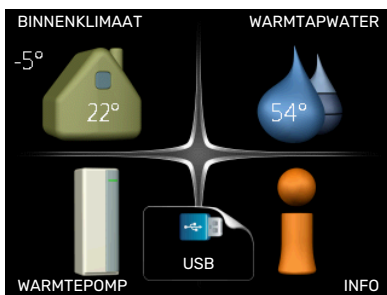 BINNENKLIMAAT
WARMTAPWATER
-5°
22°
54°
USB
WARMTEPOMP
INFO